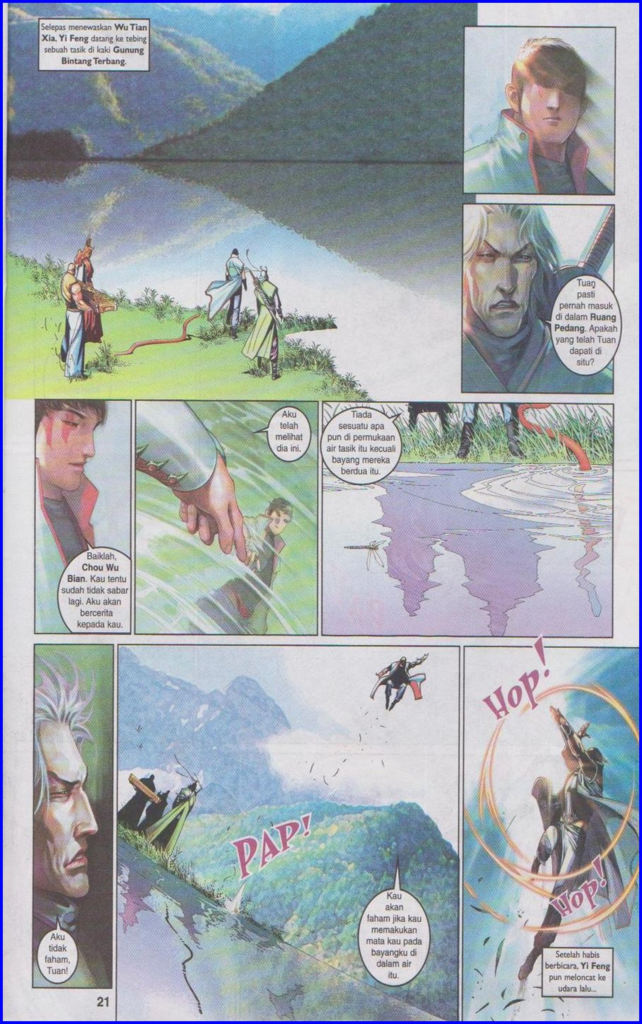 Selepas menewaskan Wu Tian
Xia, Yi Feng datang ke tebing
sebuah tasik di kaki Gunung
Bintang Terbang.
Tuan
pasti
pernah masuk
di dalam Ruang
Pedang. Apakah
yang telah Tuan
dapati di
situ?
Baiklah,
Chou Wu
Bian. Kau tentu
sudah tidak sabar
lagi. Aku akan
bercerita
kepada kau.
Aku
telah
melihat
dia ini.
Tiada
sesuatu apa
pun di permukaan
air tasik itu kecuali
bayang mereka
berdua itu.
Aku
tidak
faham,
Tuan!
PAP!
Kau
akan
faham jika kau
memakukan
mata kau pada
bayangku di
dalam air
itu.
Hop!
Hop!
Setelah habis
berbicara, Yi Feng
pun meloncat ke
udara lalu...
21